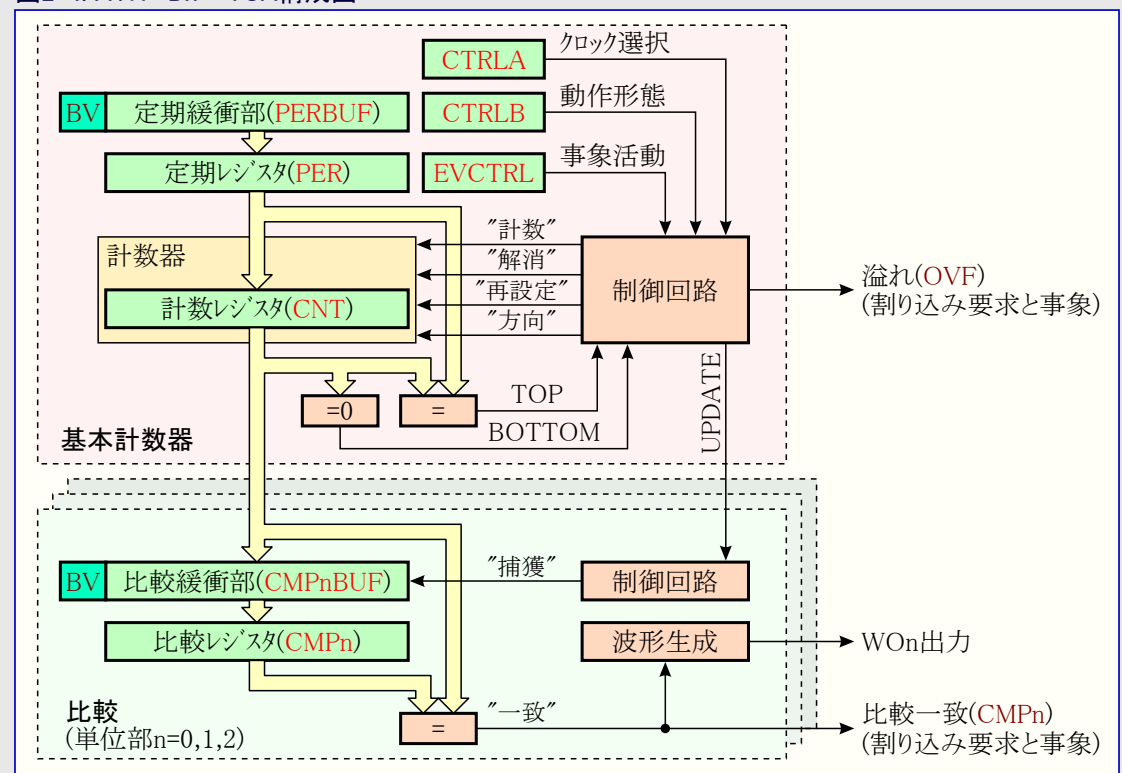 CTRLA
クロック選択
BV 定期緩衝部(PERBUF)
CTRLB
動作形態
定期レジスタ(PER)
EVCTRL
事象活動
計数器
計数レジスタ(CNT)
"計数"
"解消"
"再設定"
"方向"
制御回路
溢れ(OVF)
(割り込み要求と事象)
=0
=
TOP
BOTTOM
UPDATE
基本計数器
BV 比較緩衝部(CMPnBUF)
"捕獲"
制御回路
比較レジスタ(CMPn)
波形生成
WOn出力
比較
(単位部n=0,1,2)
=
"一致"
比較一致(CMPn)
(割り込み要求と事象)